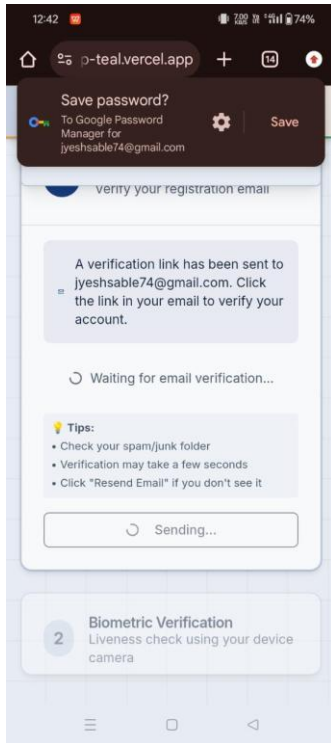 12:42
74%
p-teal.vercel.app
14
Save password?
To Google Password
Manager for
jyeshsable74@gmail.com
Save
verify your registration email
A verification link has been sent to
jyeshsable74@gmail.com. Click
the link in your email to verify your
account.
Waiting for email verification...
💡 Tips:
• Check your spam/junk folder
• Verification may take a few seconds
• Click "Resend Email" if you don't see it
Sending...
2
Biometric Verification
Liveness check using your device
camera